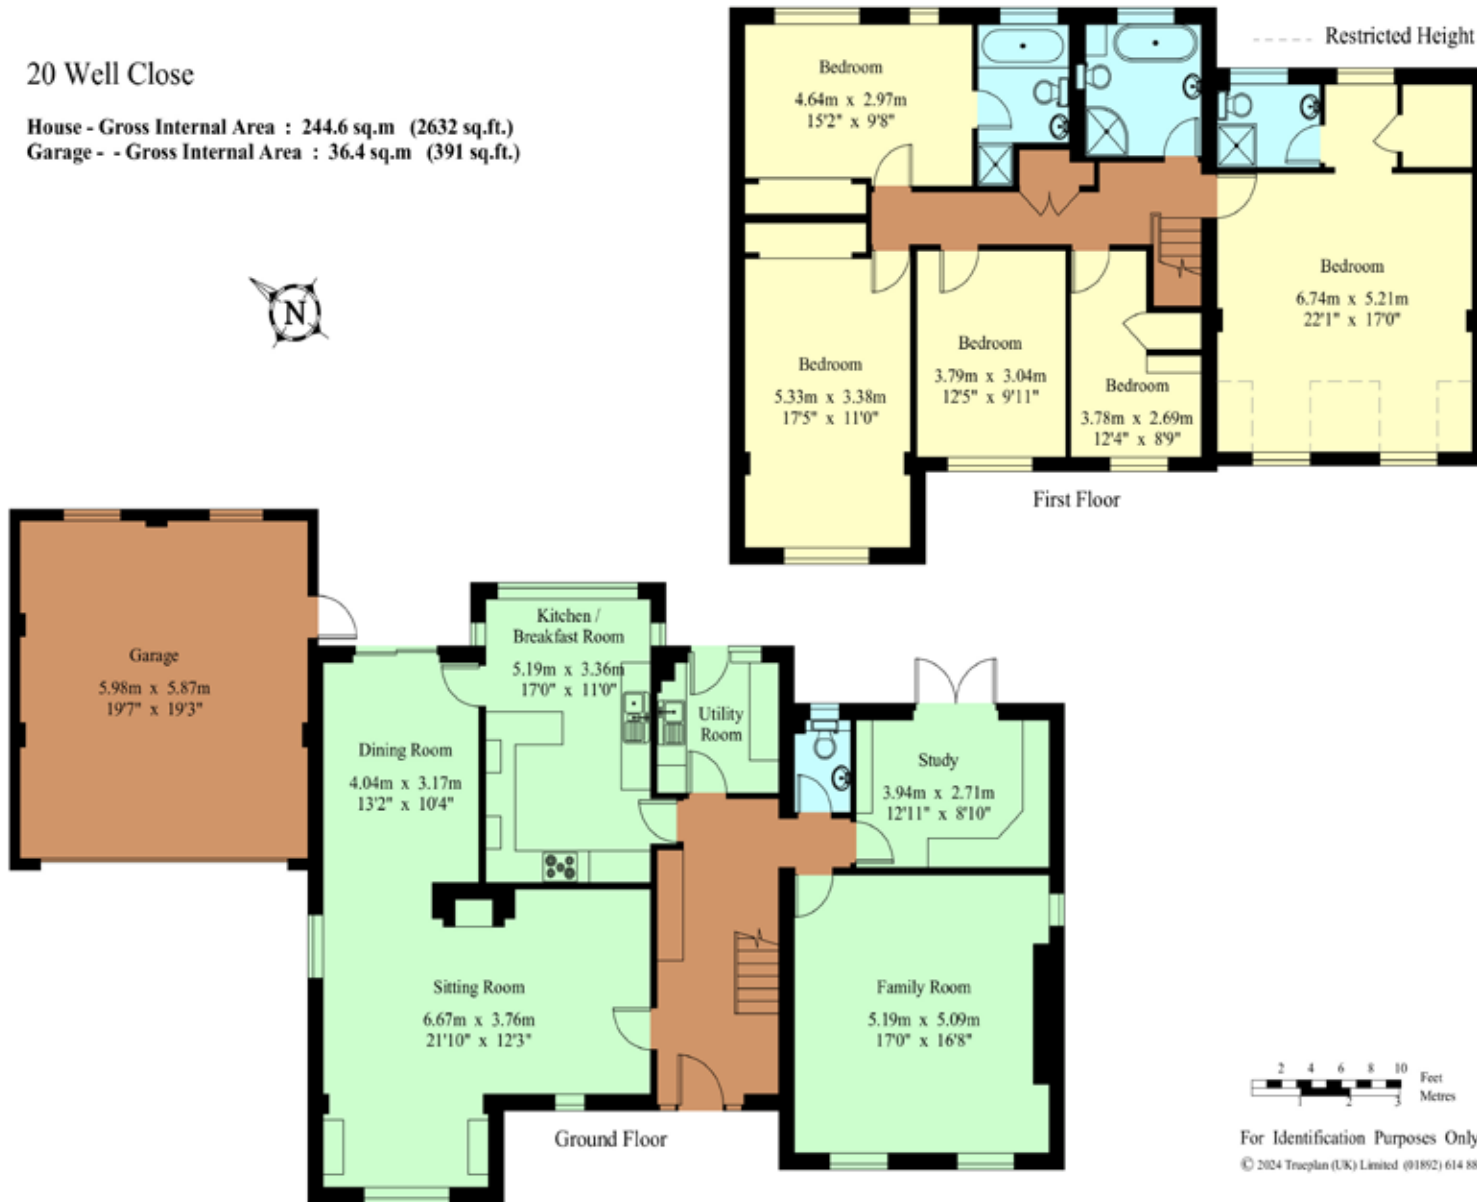 20 Well Close
House - Gross Internal Area : 244.6 sq.m (2632 sq.ft.)
Garage - - Gross Internal Area : 36.4 sq.m (391 sq.ft.)
N
Restricted Height
Bedroom
4.64m x 2.97m
15'2" x 9'8"
Bedroom
6.74m x 5.21m
22'1" x 17'0"
Bedroom
5.33m x 3.38m
17'5" x 11'0"
Bedroom
3.79m x 3.04m
12'5" x 9'11"
Bedroom
3.78m x 2.69m
12'4" x 8'9"
First Floor
Garage
5.98m x 5.87m
19'7" x 19'3"
Kitchen /
Breakfast Room
5.19m x 3.36m
17'0" x 11'0"
Utility
Room
Dining Room
4.04m x 3.17m
13'2" x 10'4"
Study
3.94m x 2.71m
12'11" x 8'10"
Sitting Room
6.67m x 3.76m
21'10" x 12'3"
Family Room
5.19m x 5.09m
17'0" x 16'8"
Ground Floor
2 4 6 8 10
Feet
Metres
1 2 3
For Identification Purposes Only
© 2024 Trueplan (UK) Limited (01892) 614 88